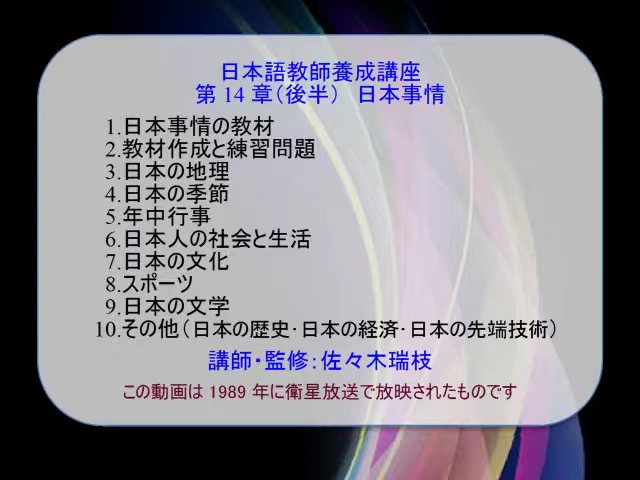 日本語教師養成講座
第 14 章（後半） 日本事情
1.日本事情の教材
2.教材作成と練習問題
3.日本の地理
4.日本の季節
5.年中行事
6.日本人の社会と生活
7.日本の文化
8.スポーツ
9.日本の文学
10.その他（日本の歴史・日本の経済・日本の先端技術）
講師・監修：佐々木瑞枝
この動画は 1989 年に衛星放送で放映されたものです